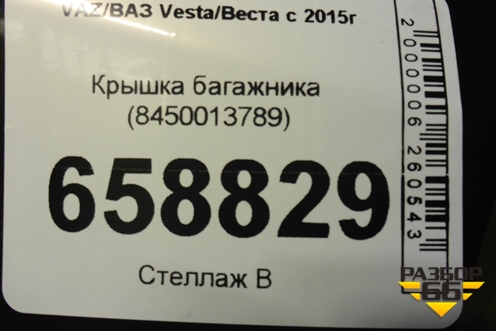 VAZ/ВАЗ Vesta/Веста с 2015г
Крышка багажника
(8450013789)
658829
Стеллаж В
2000006260543
РАЗБОР
66